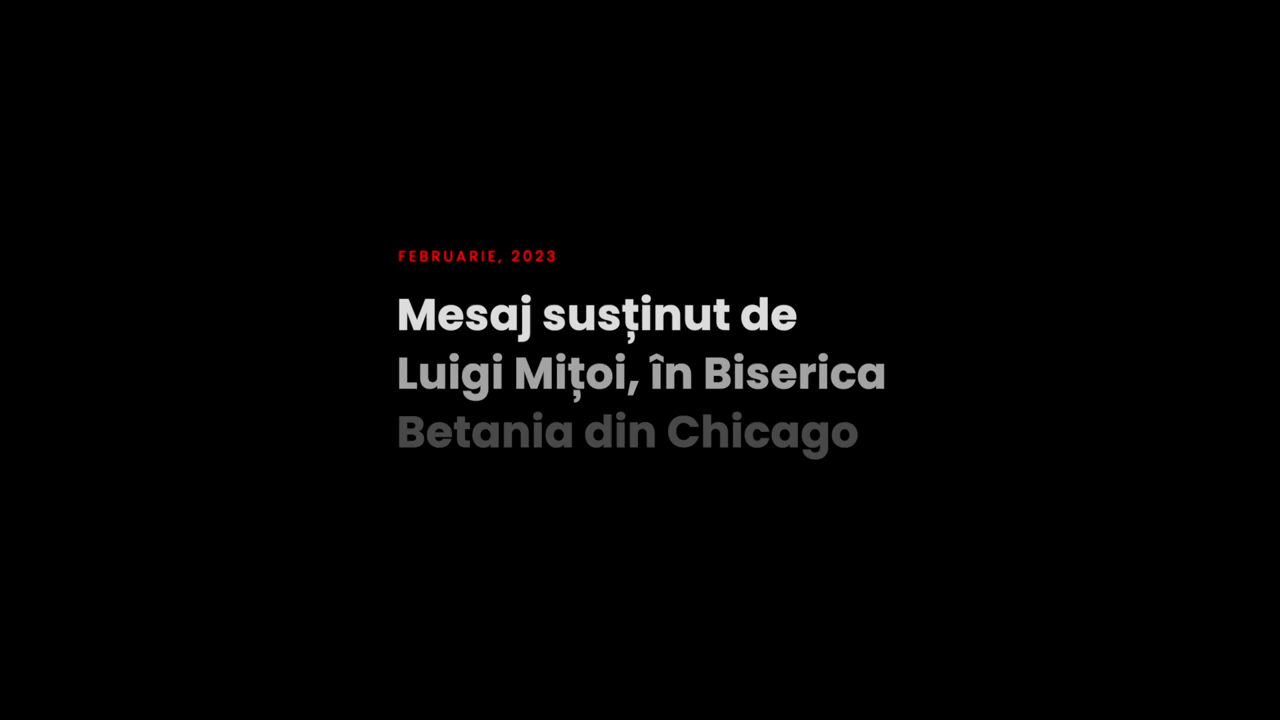 FEBRUARIE, 2023
Mesaj susținut de
Luigi Mițoi, în Biserica
Betania din Chicago